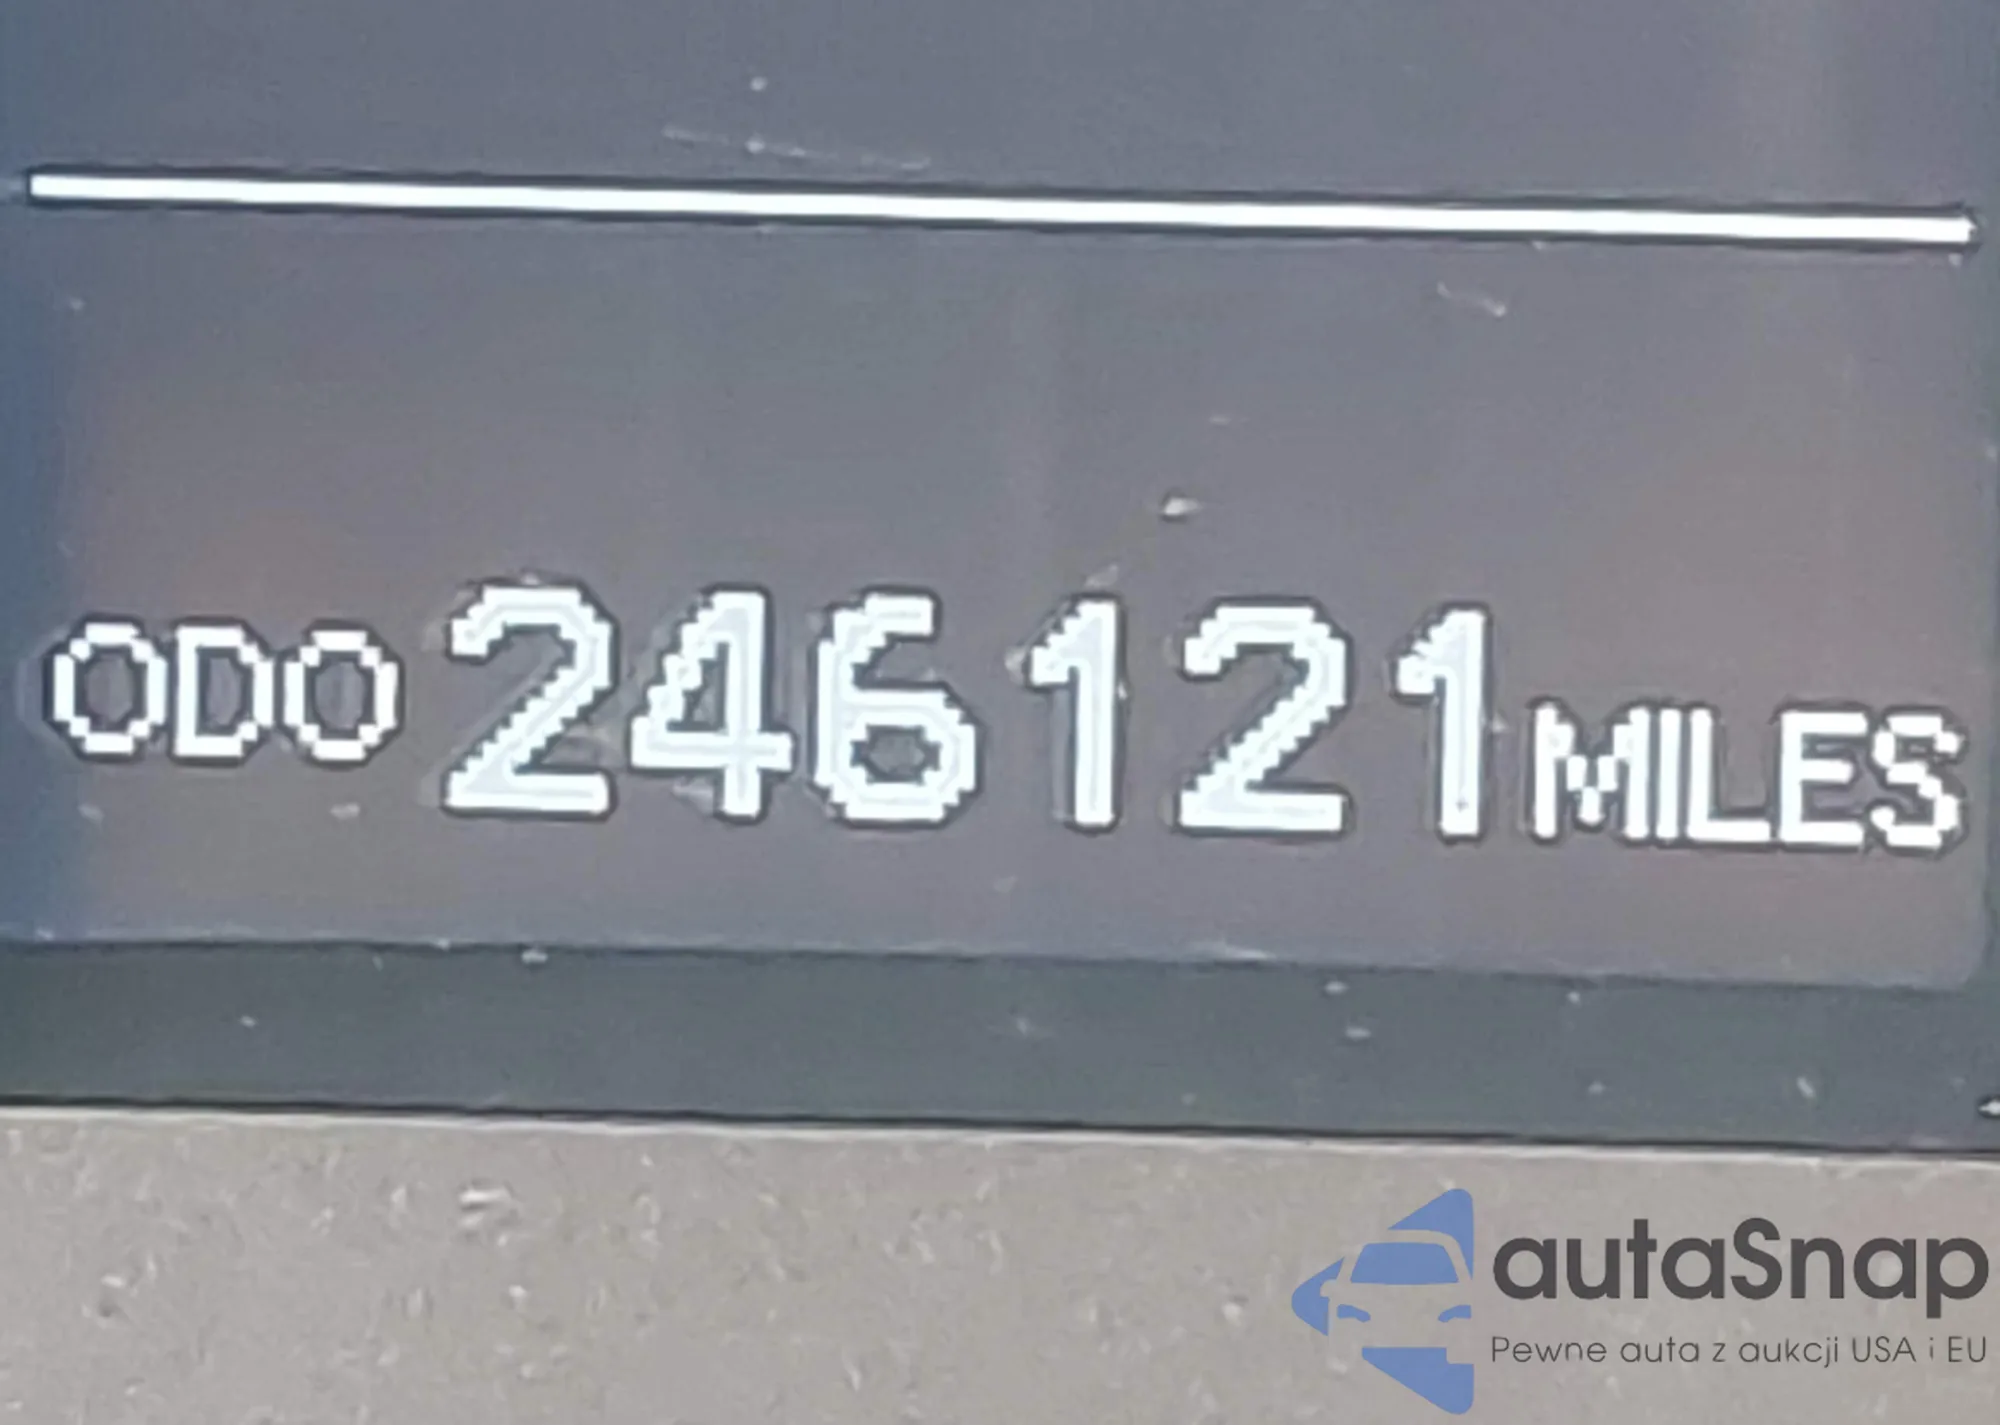 ODO 246121 MILES
autaSnap
Pewne auta z aukcji USA i EU